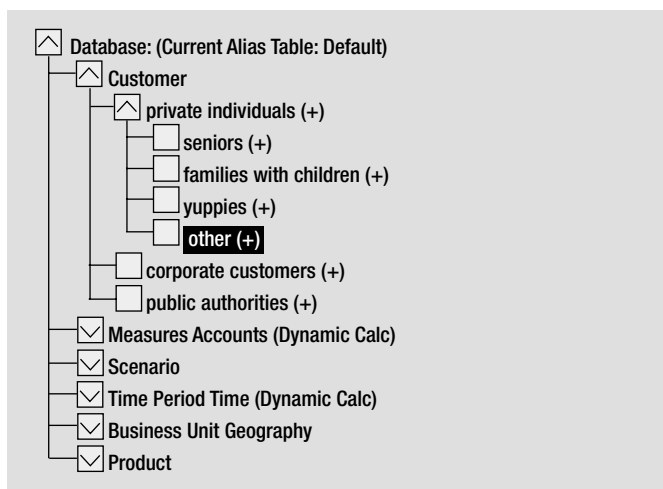 Database: (Current Alias Table: Default)
Customer
private individuals (+)
seniors (+)
families with children (+)
yuppies (+)
other (+)
corporate customers (+)
public authorities (+)
Measures Accounts (Dynamic Calc)
Scenario
Time Period Time (Dynamic Calc)
Business Unit Geography
Product